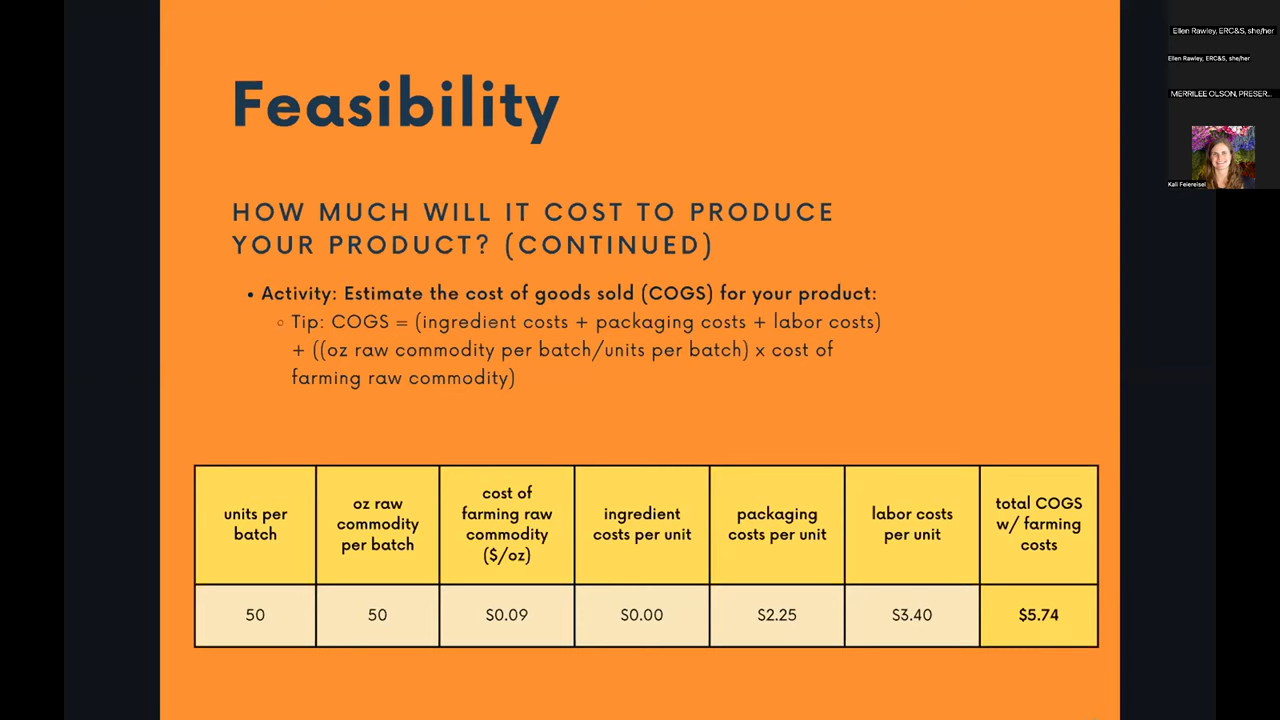 Feasibility
HOW MUCH WILL IT COST TO PRODUCE
YOUR PRODUCT? (CONTINUED)
• Activity: Estimate the cost of goods sold (COGS) for your product:
○ Tip: COGS = (ingredient costs + packaging costs + labor costs)
+ ((oz raw commodity per batch/units per batch) x cost of
farming raw commodity)
units per
batch
oz raw
commodity
per batch
cost of
farming raw
commodity
($/oz)
ingredient
costs per unit
packaging
costs per unit
labor costs
per unit
total COGS
w/ farming
costs
50
50
$0.09
$0.00
$2.25
$3.40
$5.74
Ellen Rawley, ERC&S, she/her
Ellen Rawley, ERC&S, she/her
MERRILEE OLSON, PRESER...
Kali Feiereisel